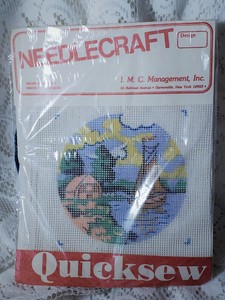 NEEDLECRAFT
Design
I. M. C. Management, Inc.
Quicksew